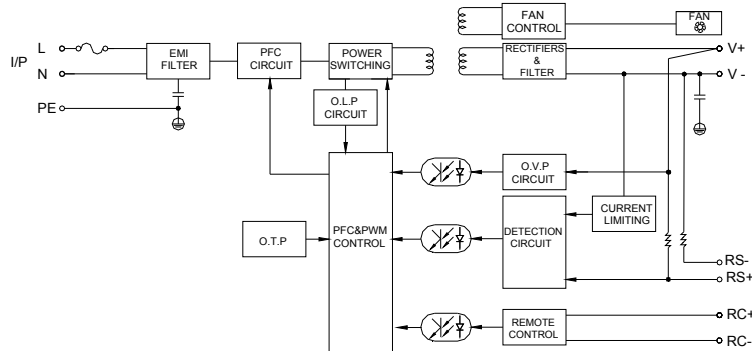 FAN
CONTROL
FAN
I/P
L
N
PE
EMI
FILTER
PFC
CIRCUIT
POWER
SWITCHING
RECTIFIERS
&
FILTER
V+
V -
O.L.P
CIRCUIT
O.V.P
CIRCUIT
CURRENT
LIMITING
O.T.P
PFC&PWM
CONTROL
DETECTION
CIRCUIT
RS-
RS+
REMOTE
CONTROL
RC+
RC-